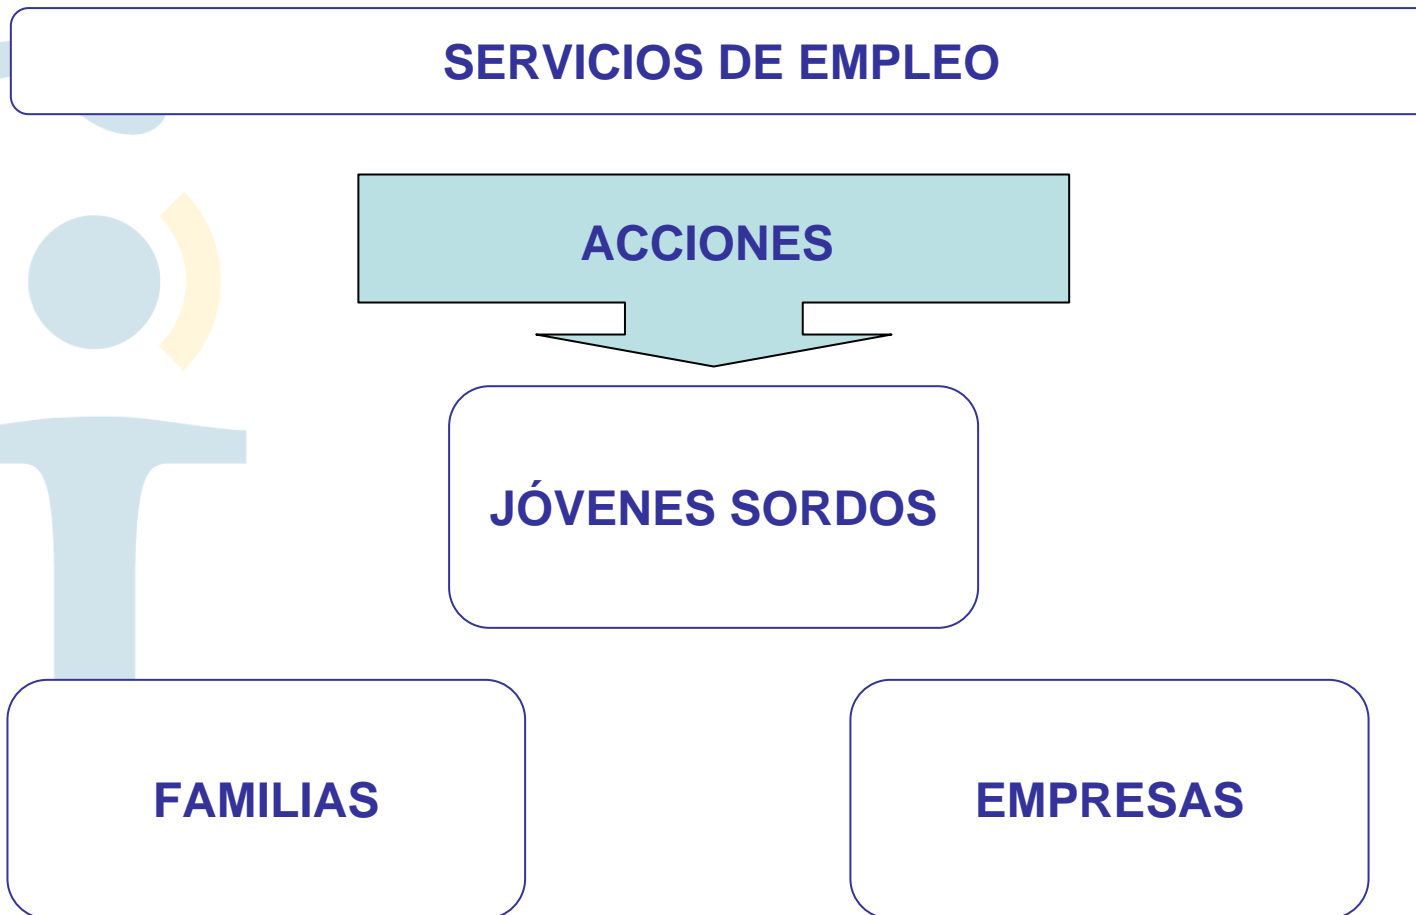 SERVICIOS DE EMPLEO
ACCIONES
JÓVENES SORDOS
FAMILIAS
EMPRESAS